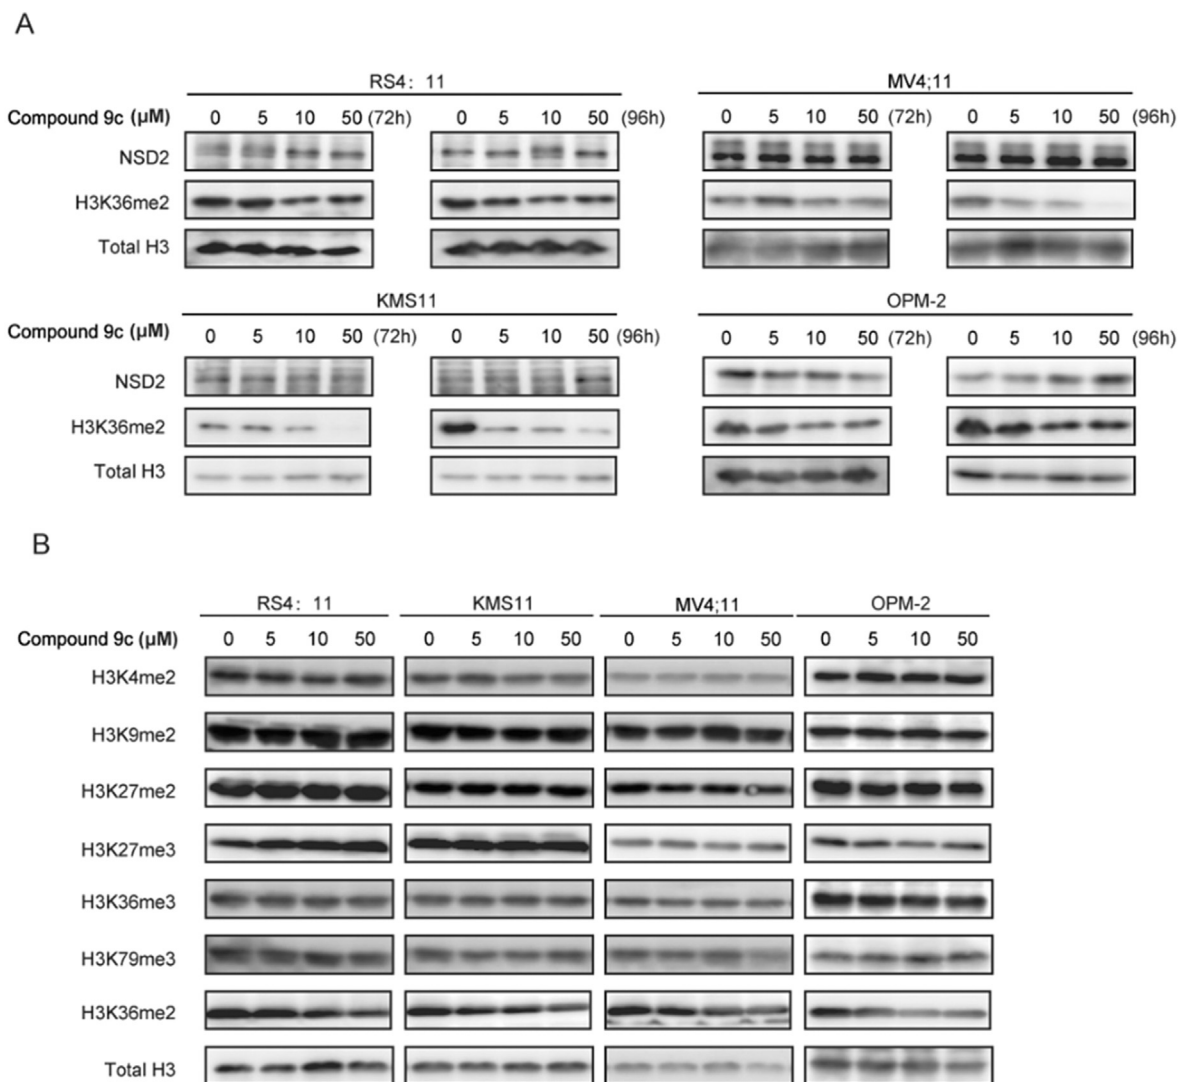 A
RS4: 11 MV4;11
Compound 9c (μM) 0 5 10 50 (72h) 0 5 10 50 (96h) 0 5 10 50 (72h) 0 5 10 50 (96h)
NSD2
H3K36me2
Total H3
KMS11 OPM-2
Compound 9c (μM) 0 5 10 50 (72h) 0 5 10 50 (96h) 0 5 10 50 (72h) 0 5 10 50 (96h)
NSD2
H3K36me2
Total H3
B
RS4: 11 KMS11 MV4;11 OPM-2
Compound 9c (μM) 0 5 10 50 0 5 10 50 0 5 10 50 0 5 10 50
H3K4me2
H3K9me2
H3K27me2
H3K27me3
H3K36me3
H3K79me3
H3K36me2
Total H3